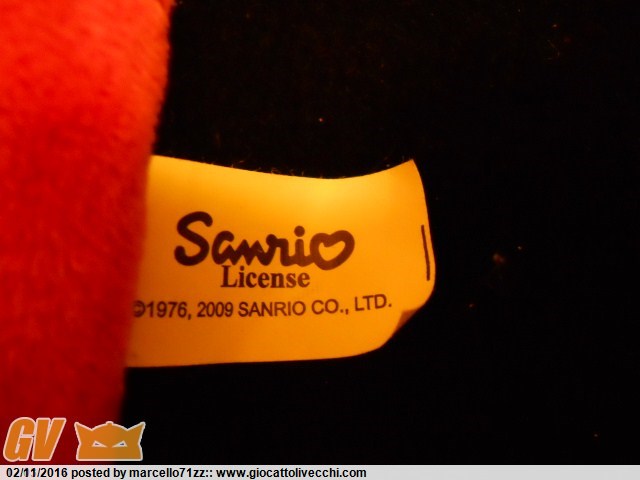 Sanrio
License
©1976, 2009 SANRIO CO., LTD.
GV
02/11/2016 posted by marcello71zz:: www.giocattolivecchi.com